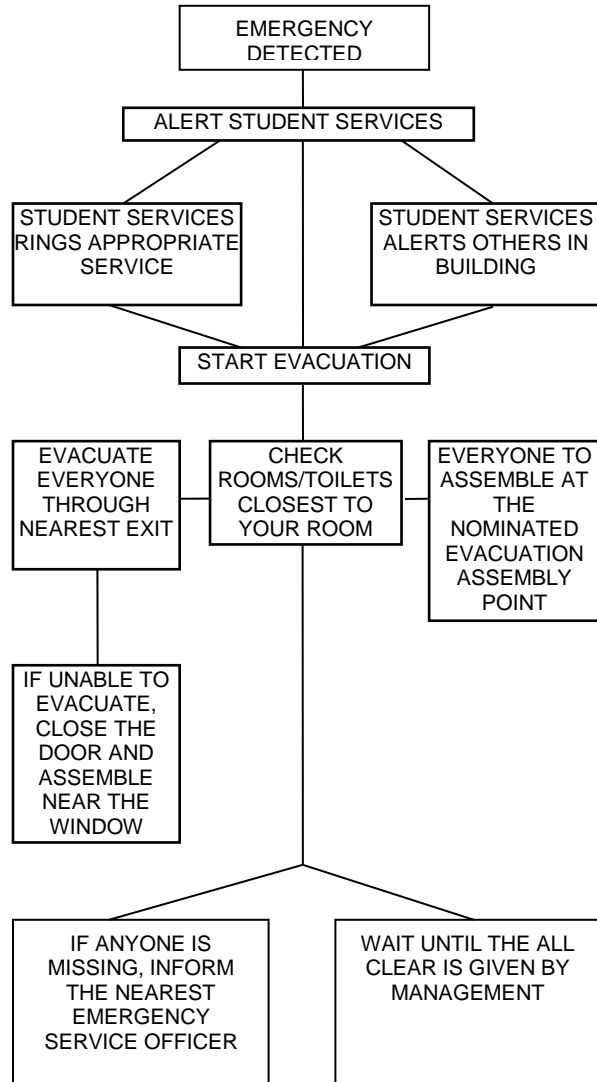 EMERGENCY
DETECTED
ALERT STUDENT SERVICES
STUDENT SERVICES
RINGS APPROPRIATE
SERVICE
STUDENT SERVICES
ALERTS OTHERS IN
BUILDING
START EVACUATION
EVACUATE
EVERYONE
THROUGH
NEAREST EXIT
CHECK
ROOMS/TOILETS
CLOSEST TO
YOUR ROOM
EVERYONE TO
ASSEMBLE AT
THE
NOMINATED
EVACUATION
ASSEMBLY
POINT
IF UNABLE TO
EVACUATE,
CLOSE THE
DOOR AND
ASSEMBLE
NEAR THE
WINDOW
IF ANYONE IS
MISSING, INFORM
THE NEAREST
EMERGENCY
SERVICE OFFICER
WAIT UNTIL THE ALL
CLEAR IS GIVEN BY
MANAGEMENT